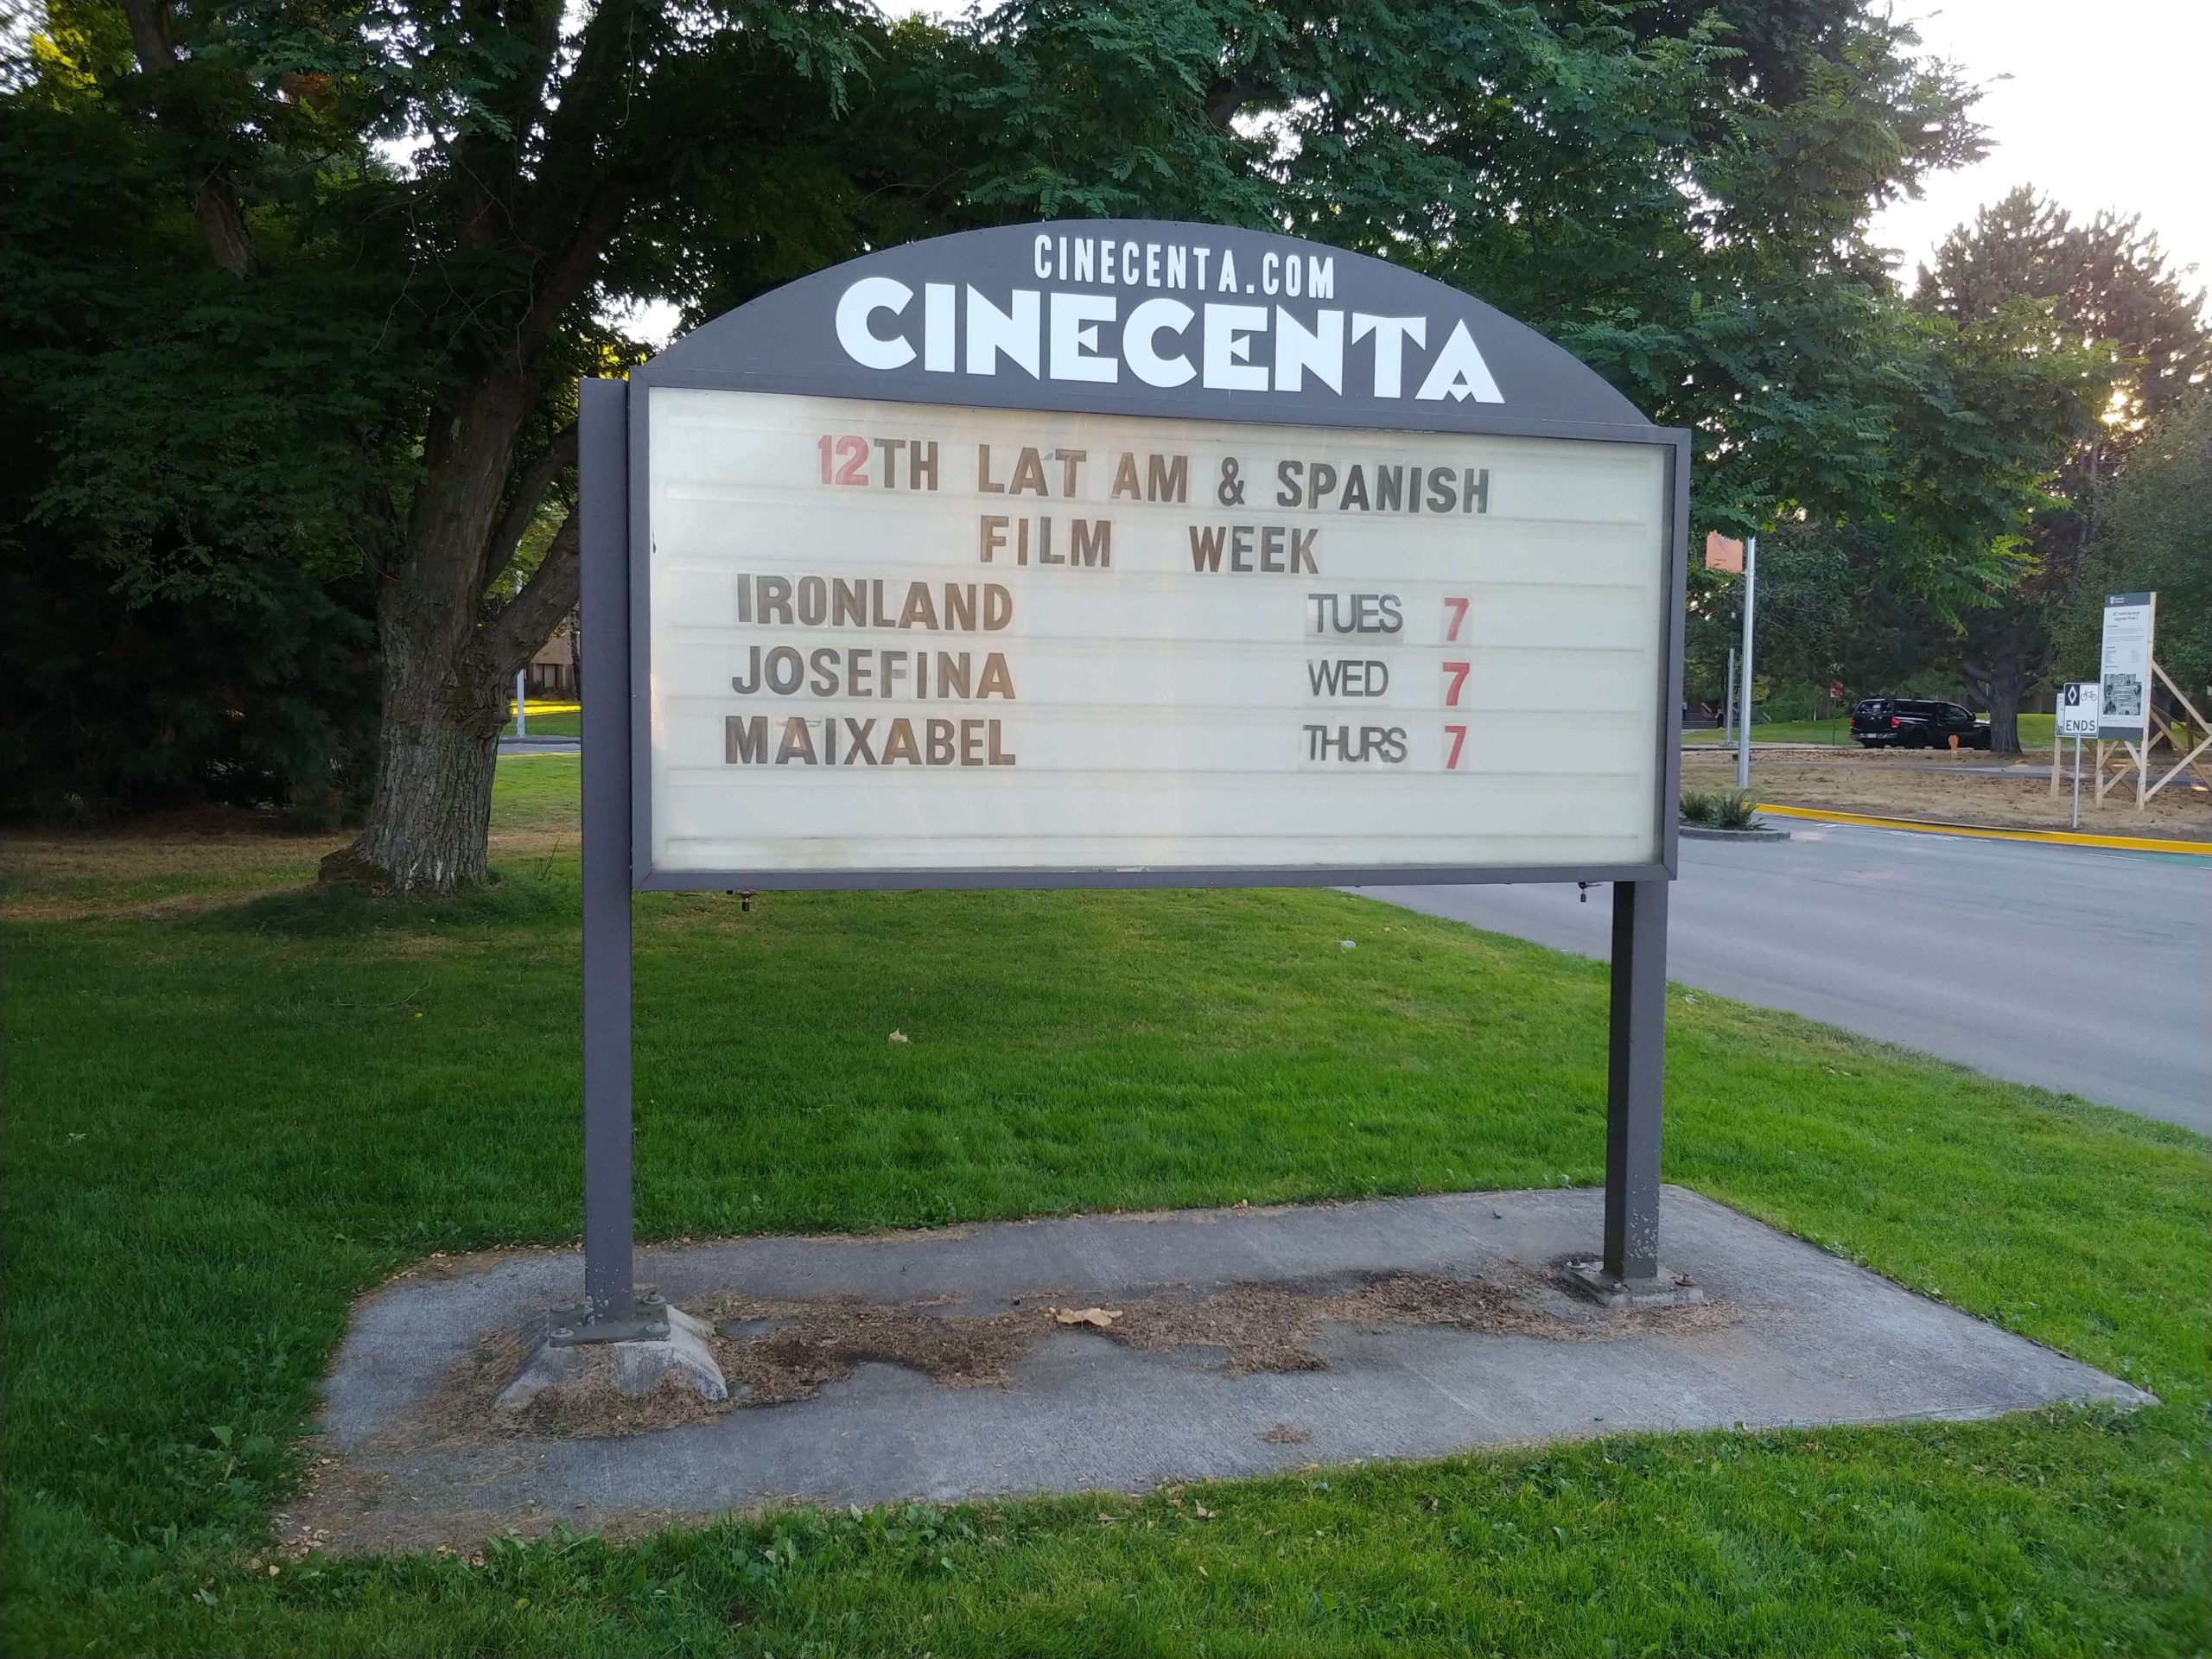 CINECENTA.COM
CINECENTA
12TH LAT AM & SPANISH
FILM WEEK
IRONLAND TUES 7
JOSEFINA WED 7
MAIXABEL THURS 7
ENDS